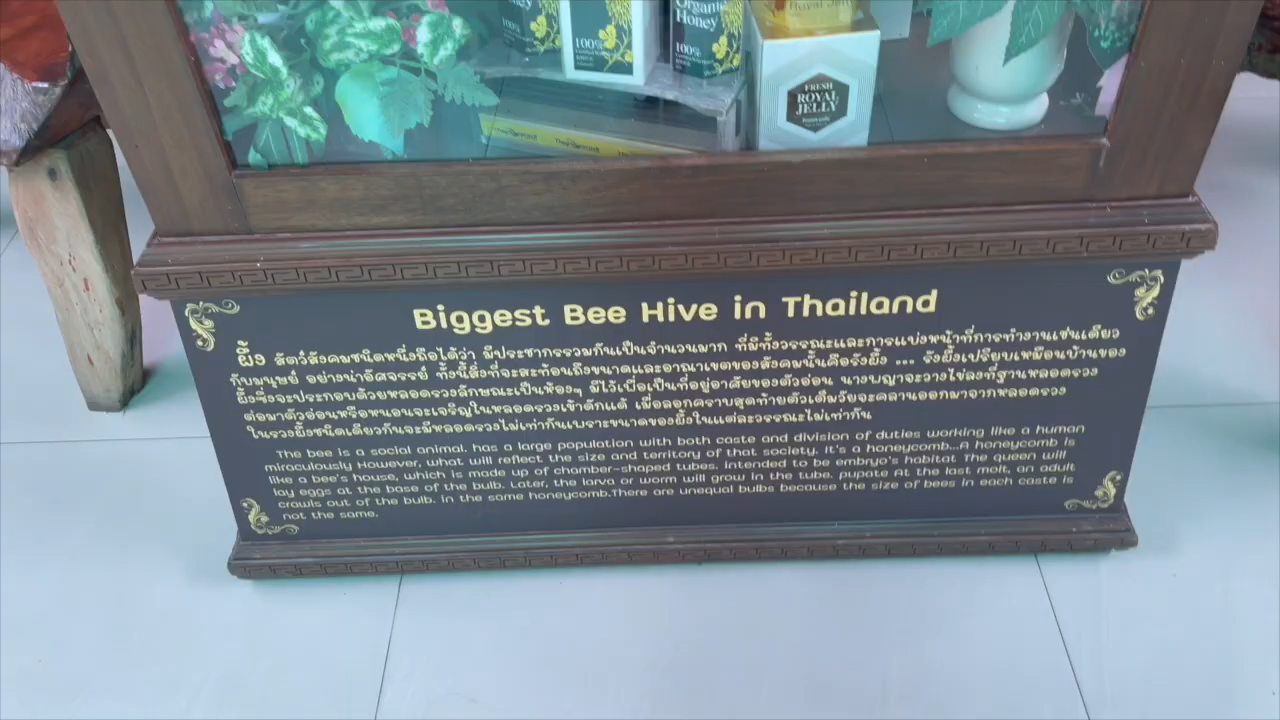 Organic
Honey
Royal Jelly
100%
100%
100%
FRESH
ROYAL
JELLY
Biggest Bee Hive in Thailand
ผึ้ง สัตว์สังคมชนิดหนึ่งถือได้ว่า มีประชากรรวมกันเป็นจำนวนมาก ที่มีทั้งวรรณะและการแบ่งหน้าที่การทำงานเช่นเดียว
กับมนุษย์ อย่างน่าอัศจรรย์ ทั้งนี้สิ่งที่จะสะท้อนถึงขนาดและอาณาเขตของสังคมนั้นคือรังผึ้ง ... รังผึ้งเปรียบเหมือนบ้านของ
ผึ้งซึ่งจะประกอบด้วยหลอดรวงลักษณะเป็นห้องๆ มีไว้เพื่อเป็นที่อยู่อาศัยของตัวอ่อน นางพญาจะวางไข่ลงที่ฐานหลอดรวง
ต่อมาตัวอ่อนหรือหนอนจะเจริญในหลอดรวงเข้าดักแด้ เมื่อลอกคราบสุดท้ายตัวเต็มวัยจะคลานออกมาจากหลอดรวง
ในรวงผึ้งชนิดเดียวกันจะมีหลอดรวงไม่เท่ากันเพราะขนาดของผึ้งในแต่ละวรรณะไม่เท่ากัน
The bee is a social animal. has a large population with both caste and division of duties working like a human
miraculously However, what will reflect the size and territory of that society. It's a honeycomb...A honeycomb is
like a bee's house, which is made up of chamber-shaped tubes. intended to be embryo's habitat The queen will
lay eggs at the base of the bulb. Later, the larva or worm will grow in the tube. pupate At the last molt, an adult
crawls out of the bulb. in the same honeycomb.There are unequal bulbs because the size of bees in each caste is
not the same.